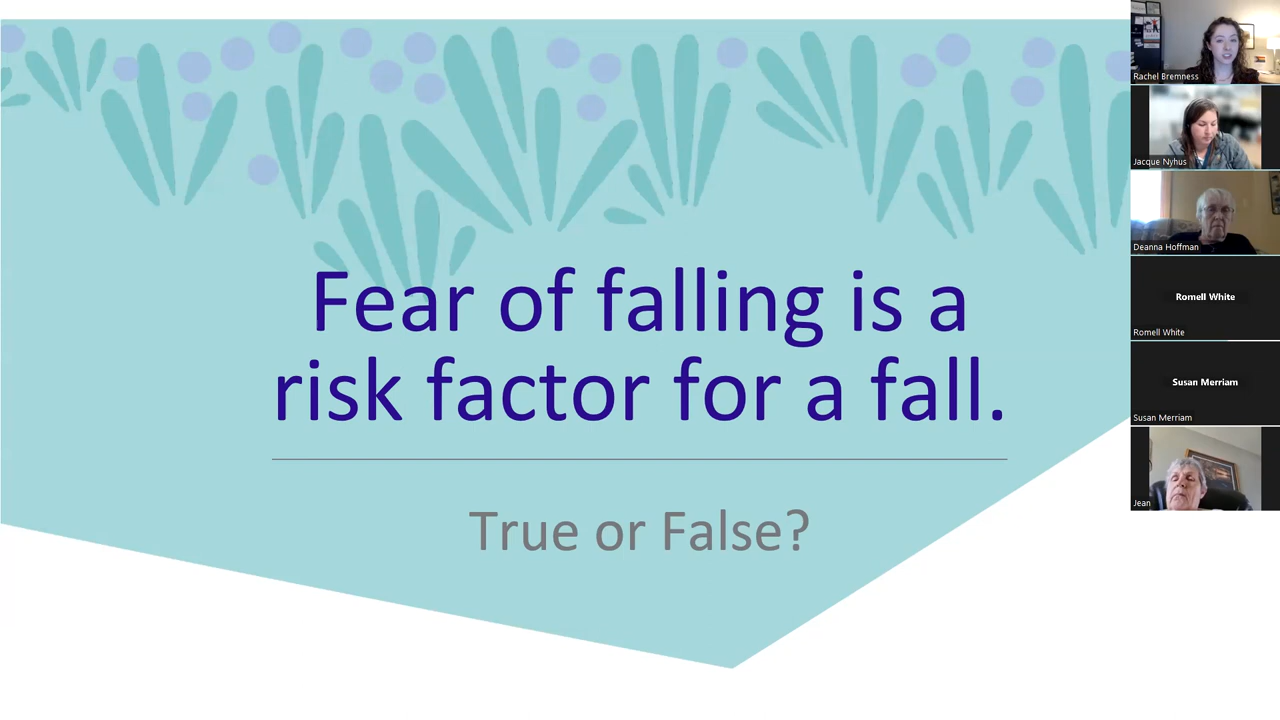 Fear of falling is a
risk factor for a fall.
True or False?
Rachel Bremness
Jacque Nyhus
Deanna Hoffman
Romell White
Romell White
Susan Merriam
Susan Merriam
Jean